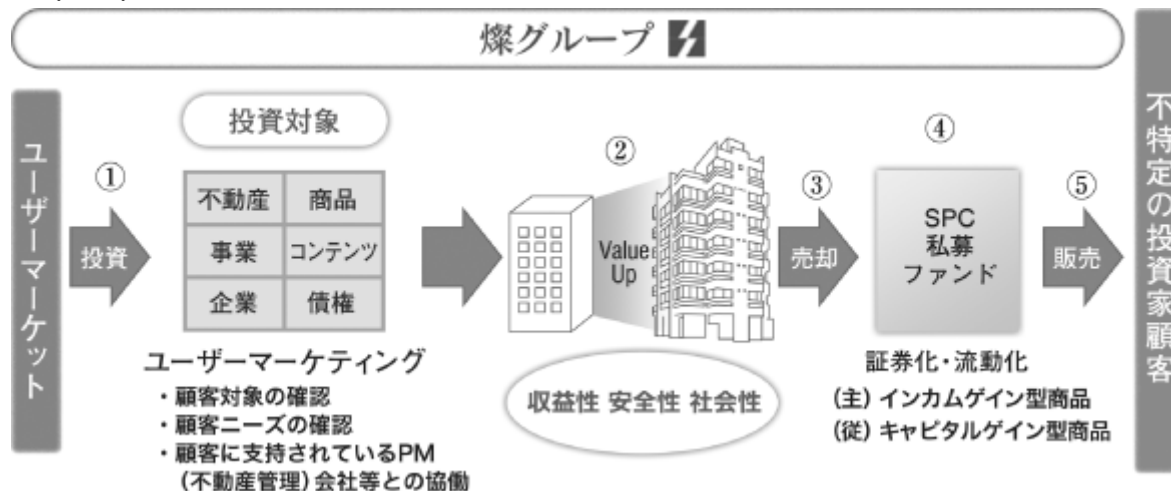 燦グループ
ユーザーマーケット
①
投資
投資対象
不動産
商品
事業
コンテンツ
企業
債権
ユーザーマーケティング
・顧客対象の確認
・顧客ニーズの確認
・顧客に支持されているPM
(不動産管理)会社等との協働
②
Value
Up
収益性 安全性 社会性
③
売却
④
SPC
私募
ファンド
証券化・流動化
(主)インカムゲイン型商品
(従)キャピタルゲイン型商品
⑤
販売
不特定の投資家顧客